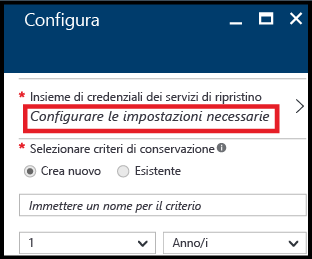 Configura
* Insieme di credenziali dei servizi di ripristino
Configurare le impostazioni necessarie
* Selezionare criteri di conservazione
Crea nuovo Esistente
Immettere un nome per il criterio
1 Anno/i